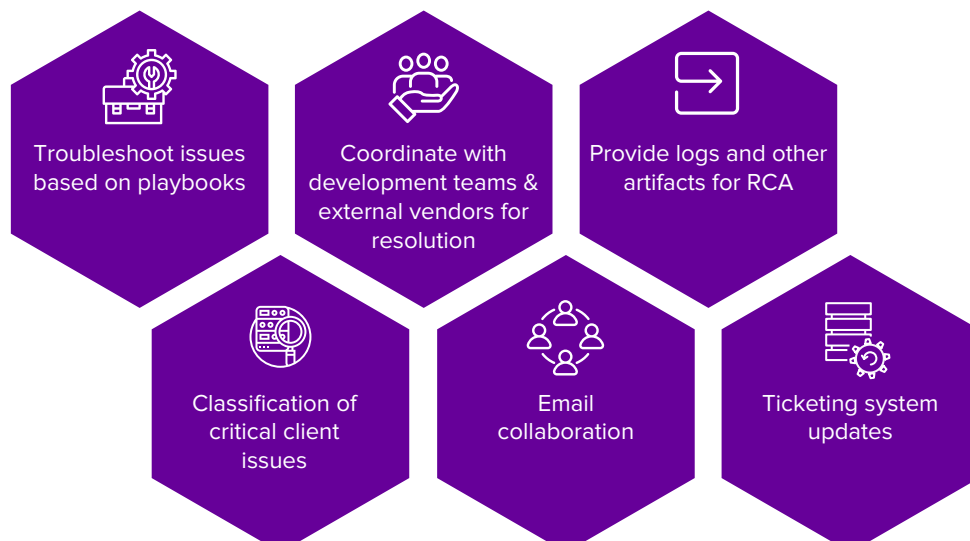 Troubleshoot issues
based on playbooks
Coordinate with
development teams &
external vendors for
resolution
Provide logs and other
artifacts for RCA
Classification of
critical client
issues
Email
collaboration
Ticketing system
updates